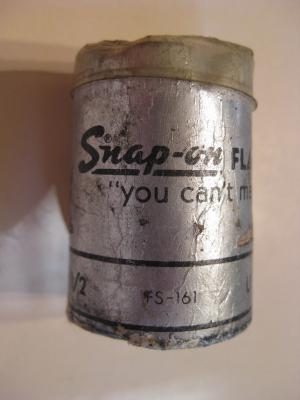 Snap-on FLA
"you can't m
/2 FS-161 L